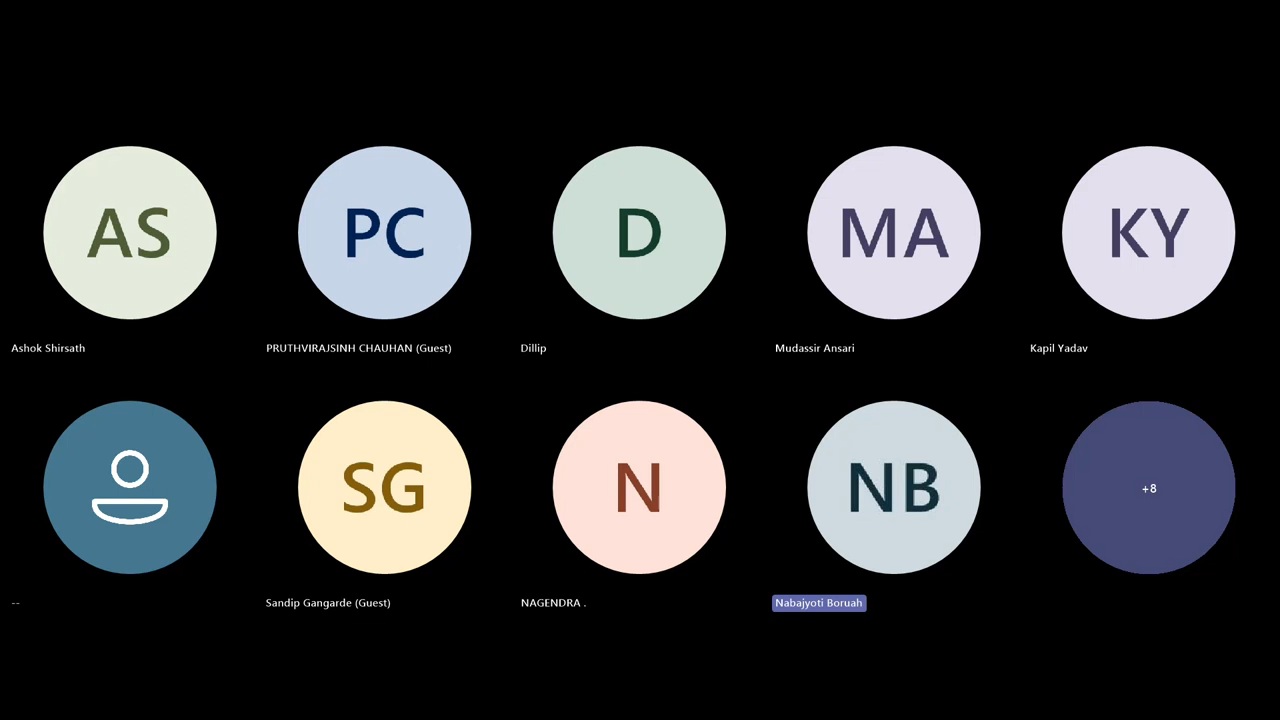 AS
PC
D
MA
KY
Ashok Shirsath
PRUTHVIRAJSINH CHAUHAN (Guest)
Dillip
Mudassir Ansari
Kapil Yadav
SG
N
NB
+8
--
Sandip Gangarde (Guest)
NAGENDRA .
Nabajyoti Boruah